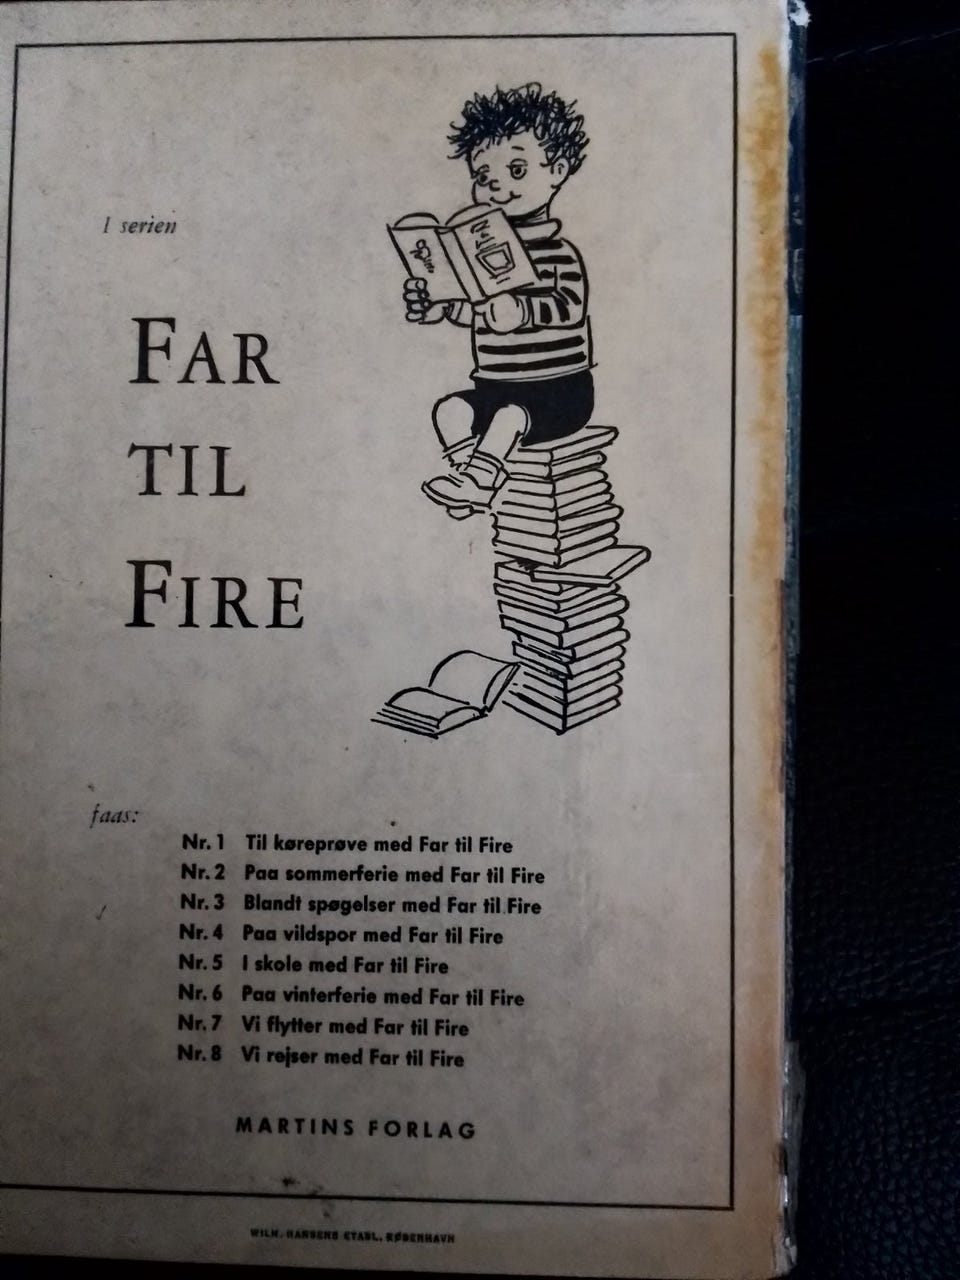 I serien
FAR
TIL
FIRE
faas:
Nr. 1 Til køreprøve med Far til Fire
Nr. 2 Paa sommerferie med Far til Fire
Nr. 3 Blandt spøgelser med Far til Fire
Nr. 4 Paa vildspor med Far til Fire
Nr. 5 I skole med Far til Fire
Nr. 6 Paa vinterferie med Far til Fire
Nr. 7 Vi flytter med Far til Fire
Nr. 8 Vi rejser med Far til Fire
MARTINS FORLAG
WILH. HANSENS ETABL. KØBENHAVN